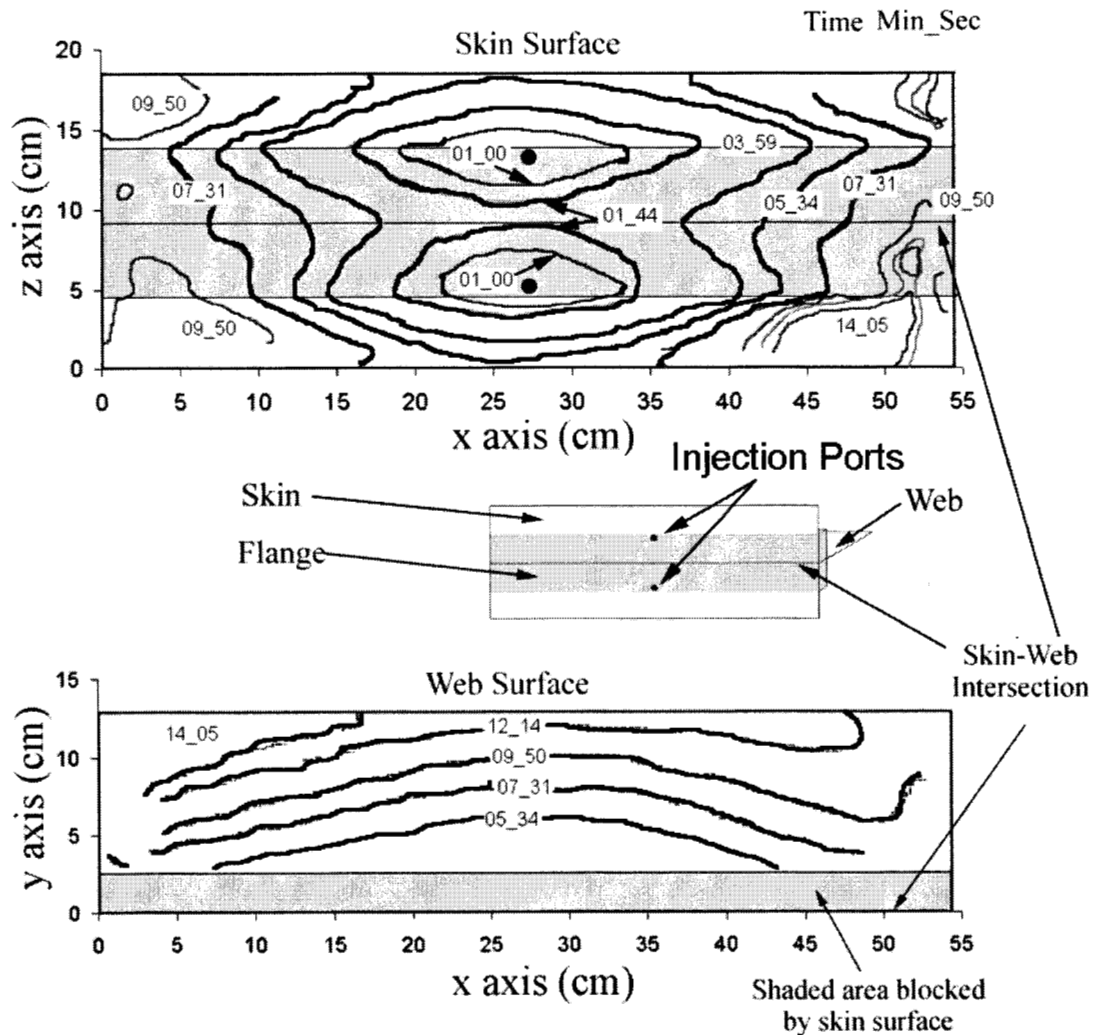 Time Min_Sec
Skin Surface
20
15
10
5
0
z axis (cm)
09_50
01_00
03_59
07_31
01_44
05_34
07_31
09_50
01_00
09_50
14_05
0 5 10 15 20 25 30 35 40 45 50 55
x axis (cm)
Injection Ports
Skin
Web
Flange
Skin-Web
Intersection
Web Surface
15
10
5
0
y axis (cm)
14_05
12_14
09_50
07_31
05_34
0 5 10 15 20 25 30 35 40 45 50 55
x axis (cm)
Shaded area blocked
by skin surface